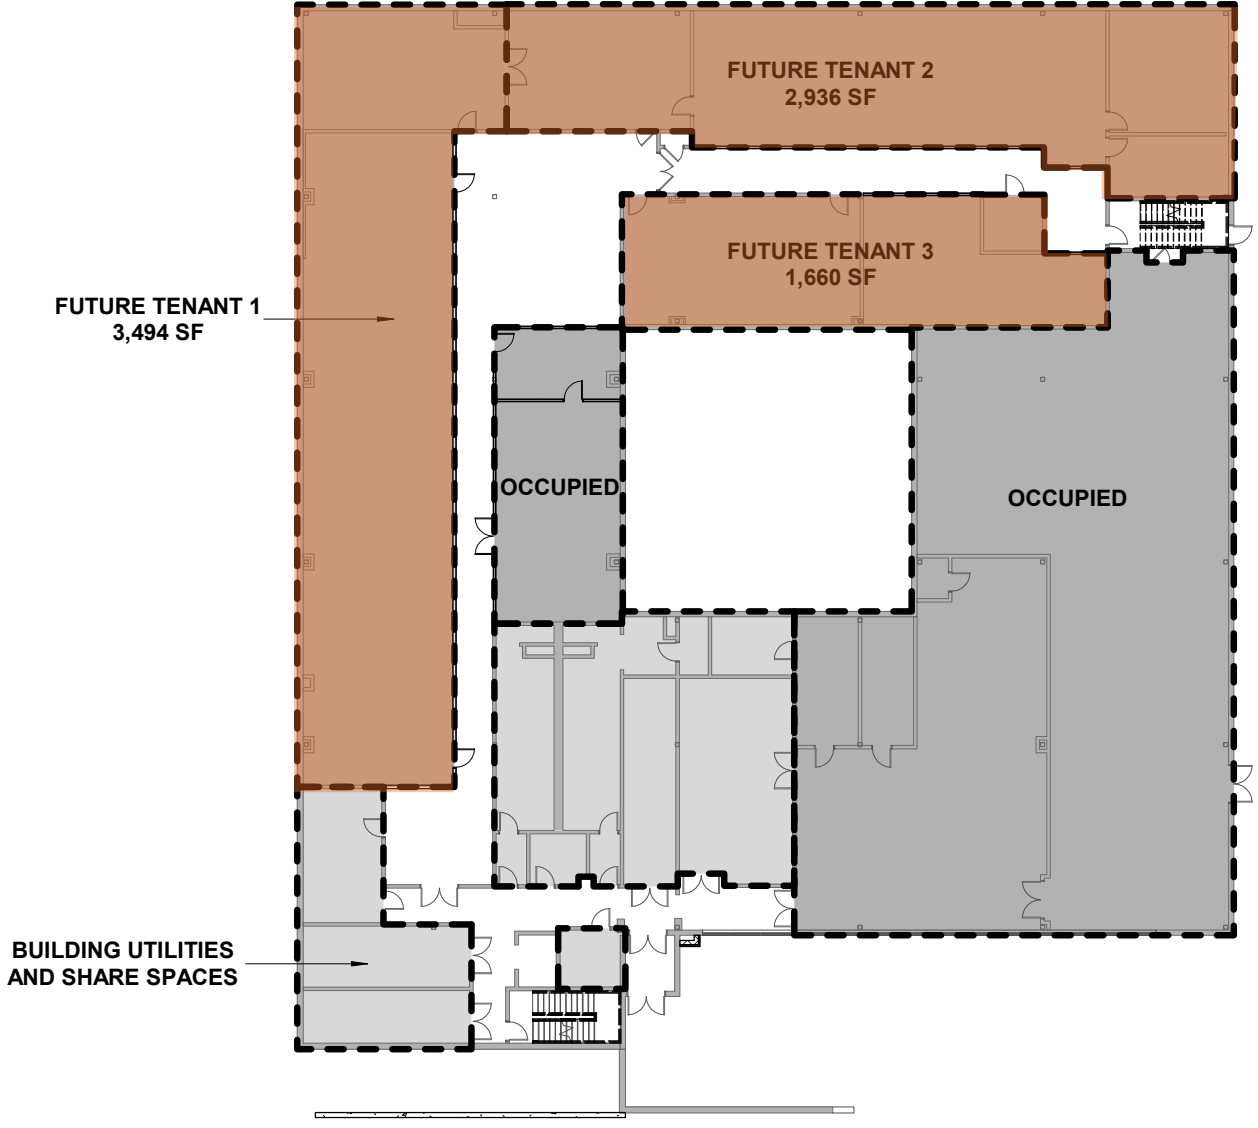 FUTURE TENANT 2
2,936 SF
FUTURE TENANT 3
1,660 SF
FUTURE TENANT 1
3,494 SF
OCCUPIED
OCCUPIED
BUILDING UTILITIES
AND SHARE SPACES